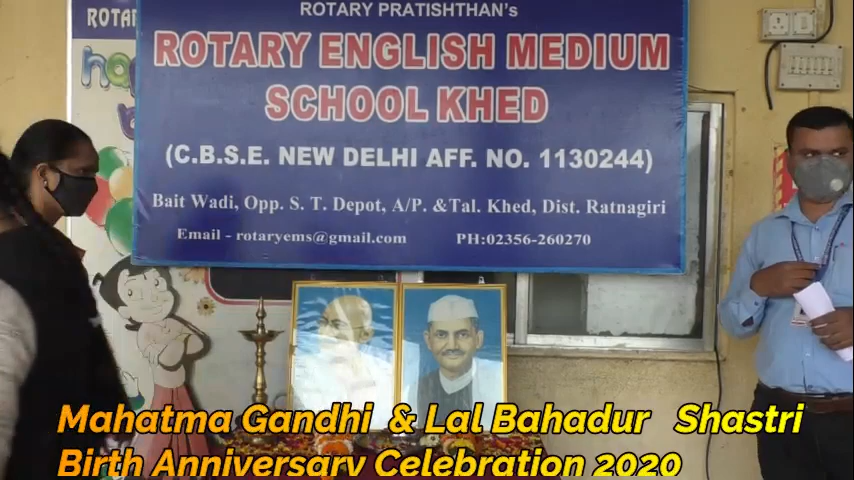 ROTARY PRATISHTHAN's
ROTARY ENGLISH MEDIUM
SCHOOL KHED
(C.B.S.E. NEW DELHI AFF. NO. 1130244)
Bait Wadi, Opp. S. T. Depot, A/P. &Tal. Khed, Dist. Ratnagiri
Email - rotaryems@gmail.com PH:02356-260270
Mahatma Gandhi & Lal Bahadur Shastri
Birth Anniversary Celebration 2020